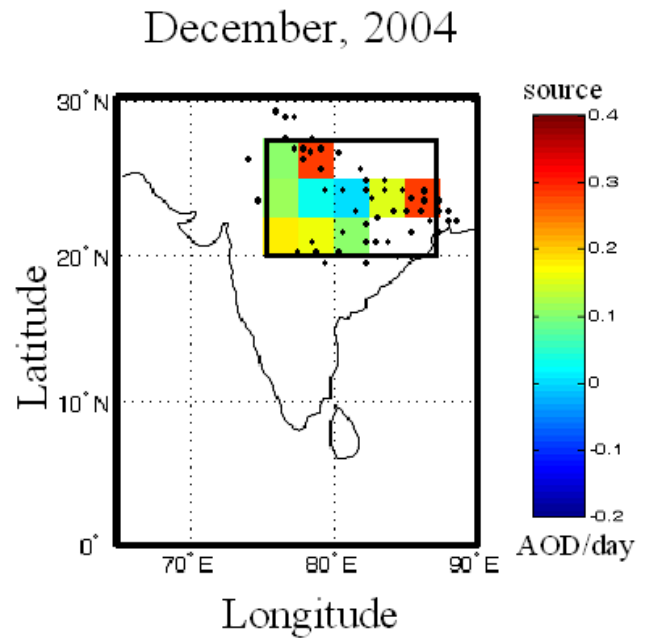 December, 2004
source
30° N
20° N
10° N
0°
70° E
80° E
90° E
Latitude
Longitude
0.4
0.3
0.2
0.1
0
-0.1
-0.2
AOD/day